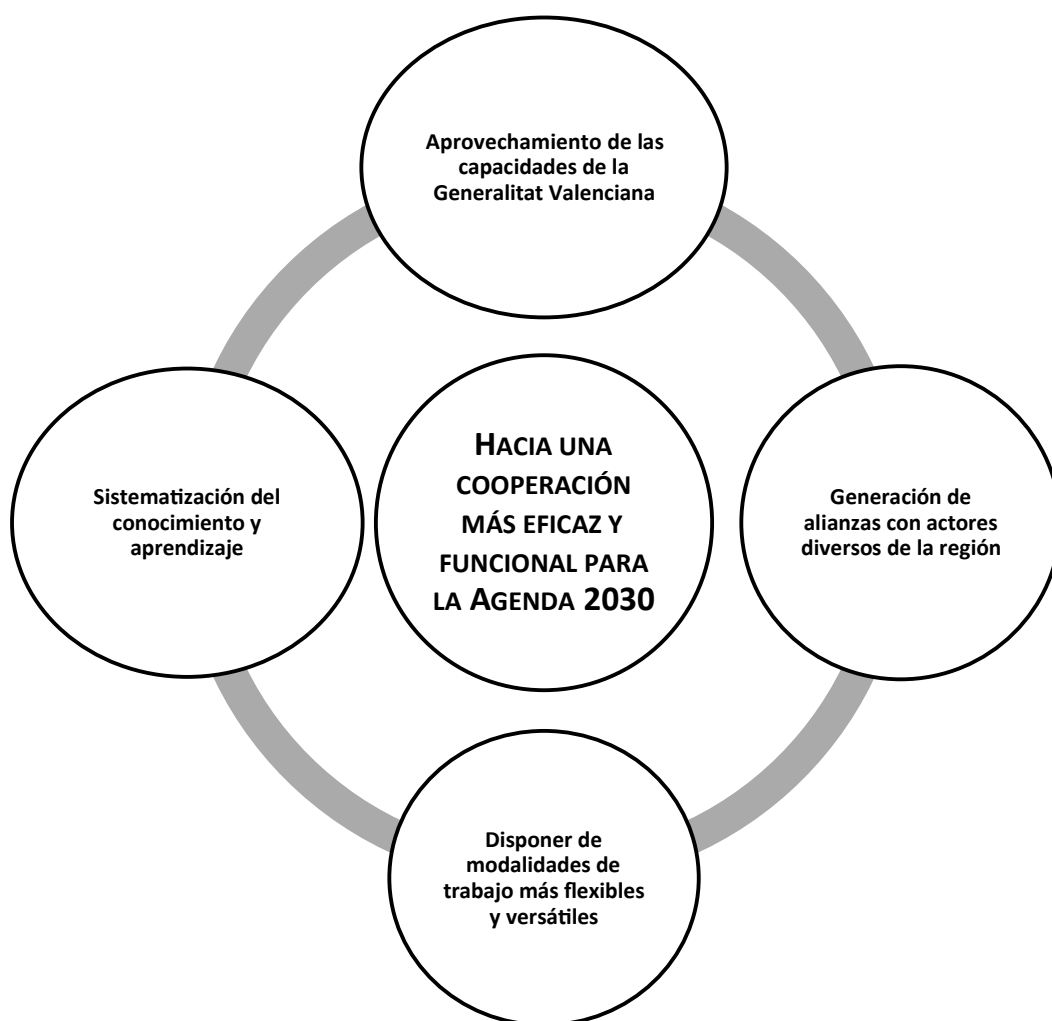 Aprovechamiento de las
capacidades de la
Generalitat Valenciana
Sistematización del
conocimiento y
aprendizaje
HACIA UNA
COOPERACIÓN
MÁS EFICAZ Y
FUNCIONAL PARA
LA AGENDA 2030
Generación de
alianzas con actores
diversos de la región
Disponer de
modalidades de
trabajo más flexibles
y versátiles